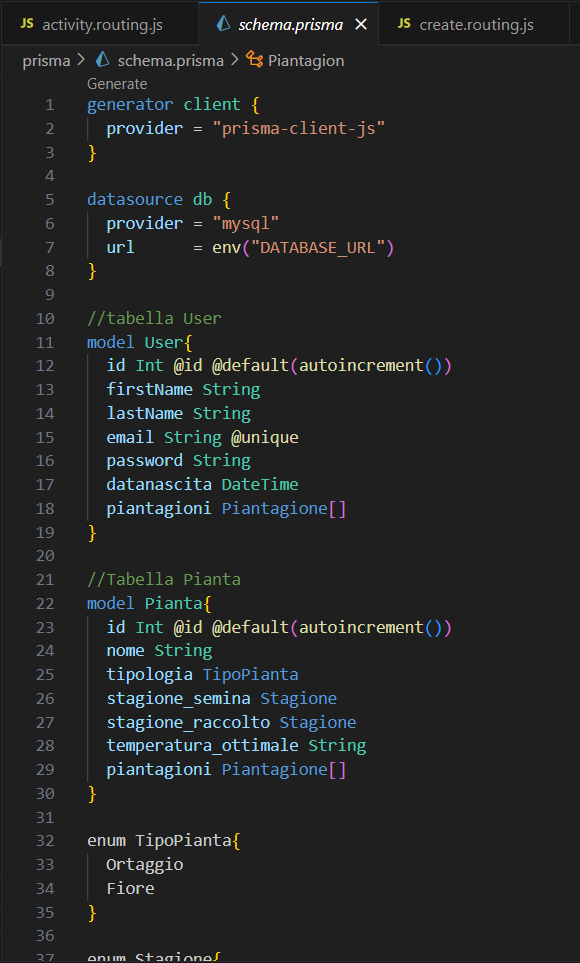 JS activity.routing.js schema.prisma JS create.routing.js
prisma > schema.prisma > Piantagion
Generate
1 generator client {
2 provider = "prisma-client-js"
3 }
4
5 datasource db {
6 provider = "mysql"
7 url = env("DATABASE_URL")
8 }
9
10 //tabella User
11 model User{
12 id Int @id @default(autoincrement())
13 firstName String
14 lastName String
15 email String @unique
16 password String
17 datanascita DateTime
18 piantagioni Piantagione[]
19 }
20
21 //Tabella Pianta
22 model Pianta{
23 id Int @id @default(autoincrement())
24 nome String
25 tipologia TipoPianta
26 stagione_semina Stagione
27 stagione_raccolto Stagione
28 temperatura_ottimale String
29 piantagioni Piantagione[]
30 }
31
32 enum TipoPianta{
33 Ortaggio
34 Fiore
35 }
36
37 enum Stagione{